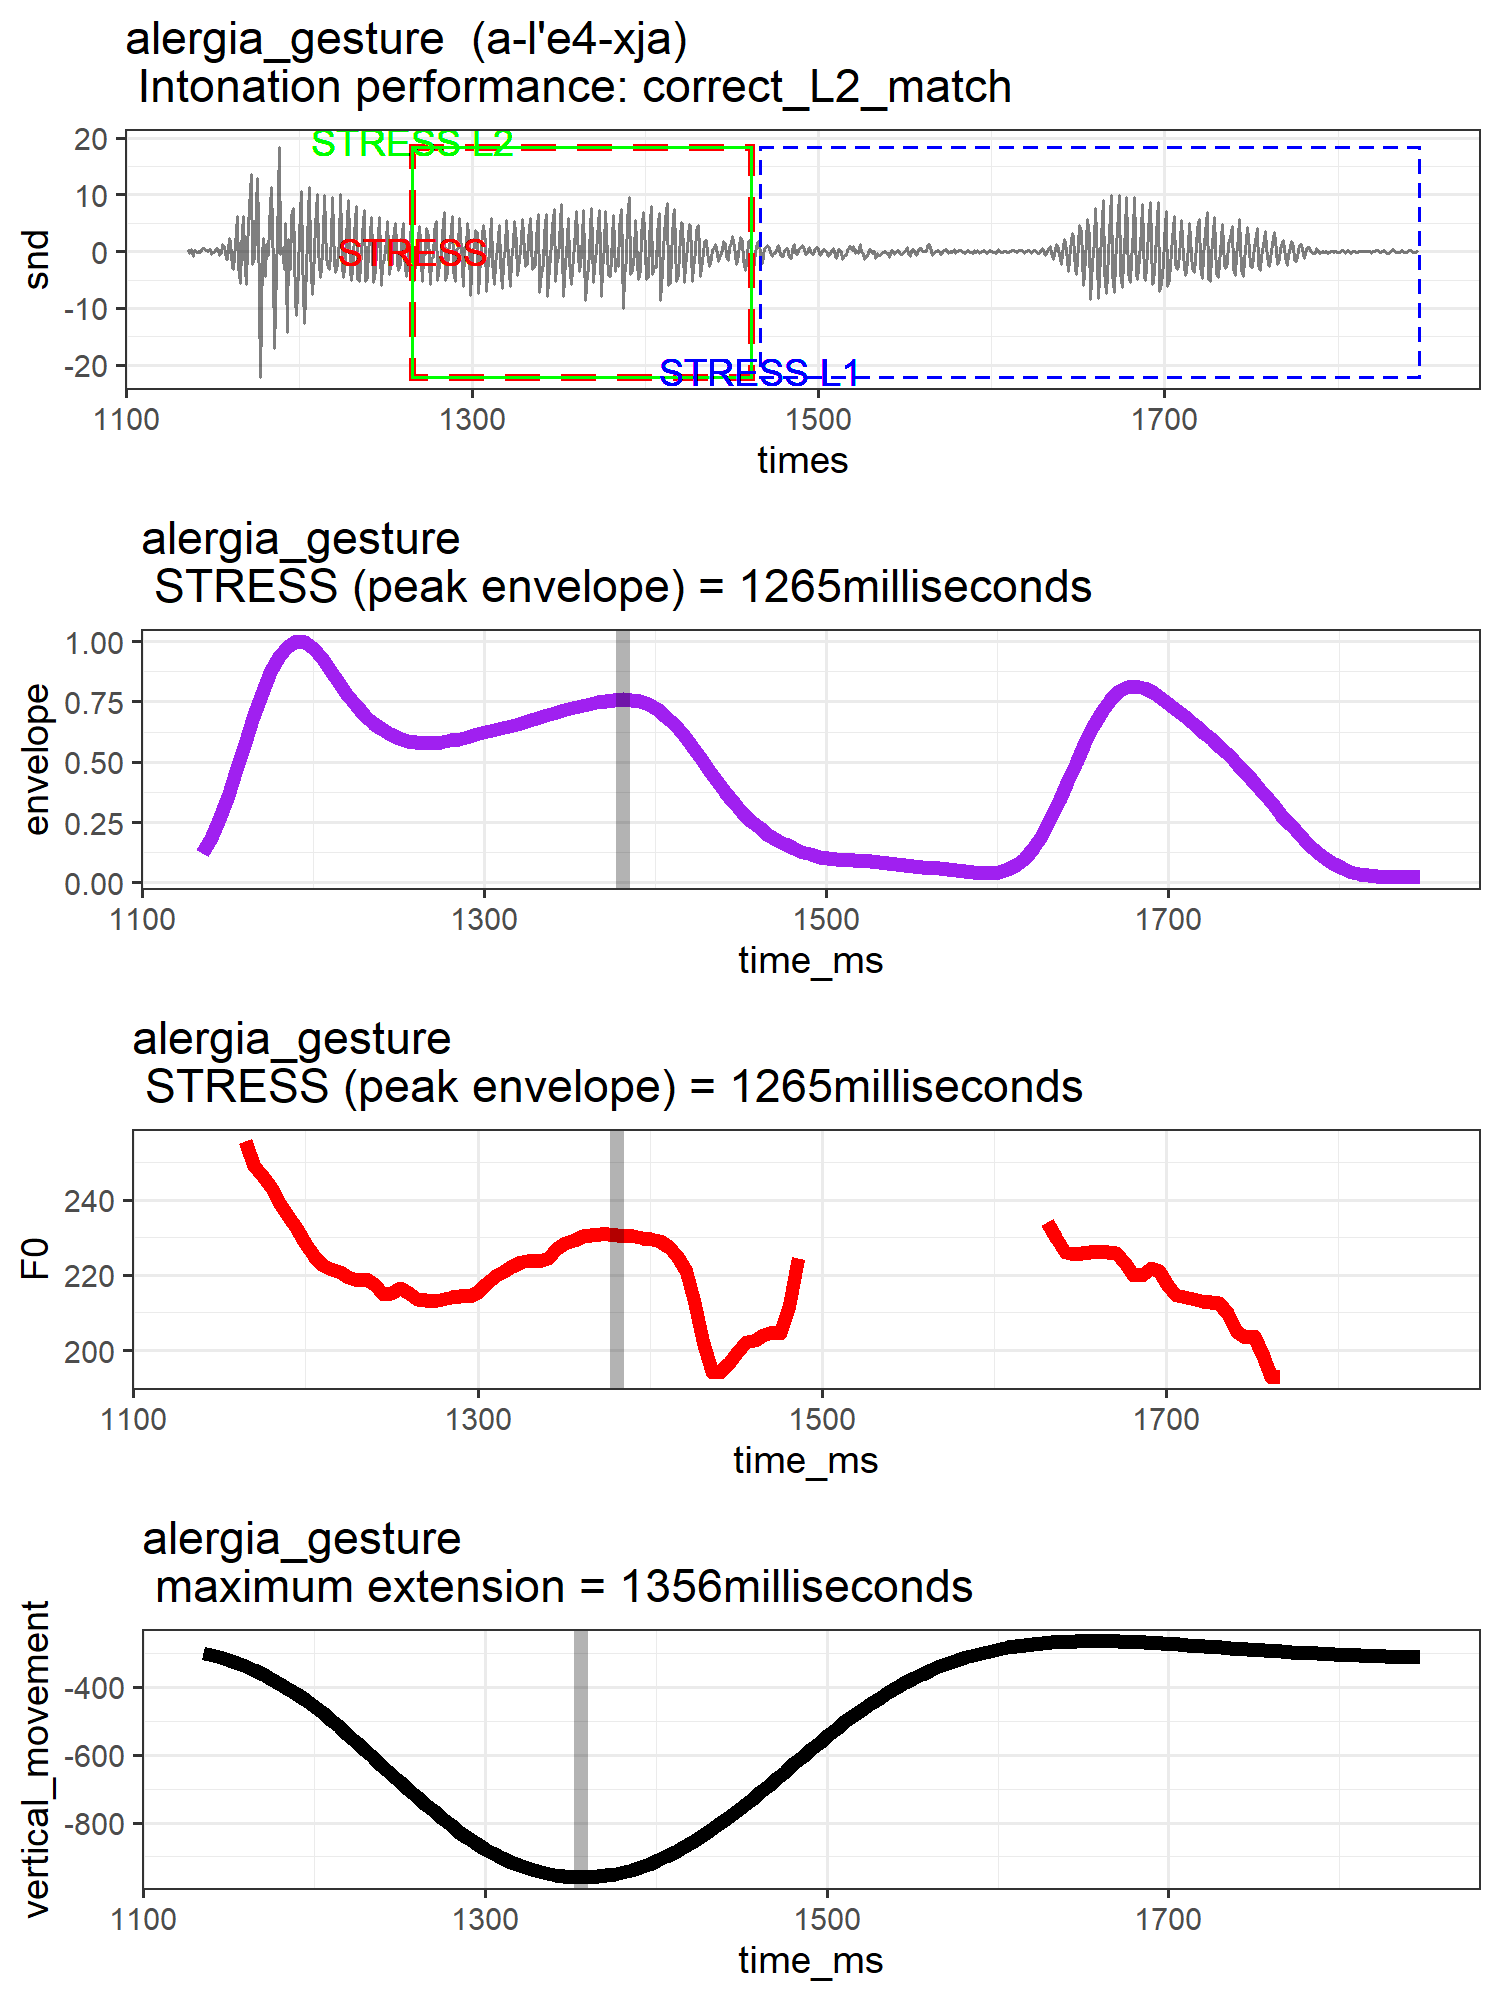 alergia_gesture  (a-l'e4-xja)
Intonation performance: correct_L2_match
STRESS L2
STRESS
STRESS L1
snd
20
10
0
-10
-20
1100 1300 1500 1700
times
alergia_gesture
STRESS (peak envelope) = 1265milliseconds
envelope
1.00
0.75
0.50
0.25
0.00
1100 1300 1500 1700
time_ms
alergia_gesture
STRESS (peak envelope) = 1265milliseconds
F0
240
220
200
1100 1300 1500 1700
time_ms
alergia_gesture
maximum extension = 1356milliseconds
vertical_movement
-400
-600
-800
1100 1300 1500 1700
time_ms